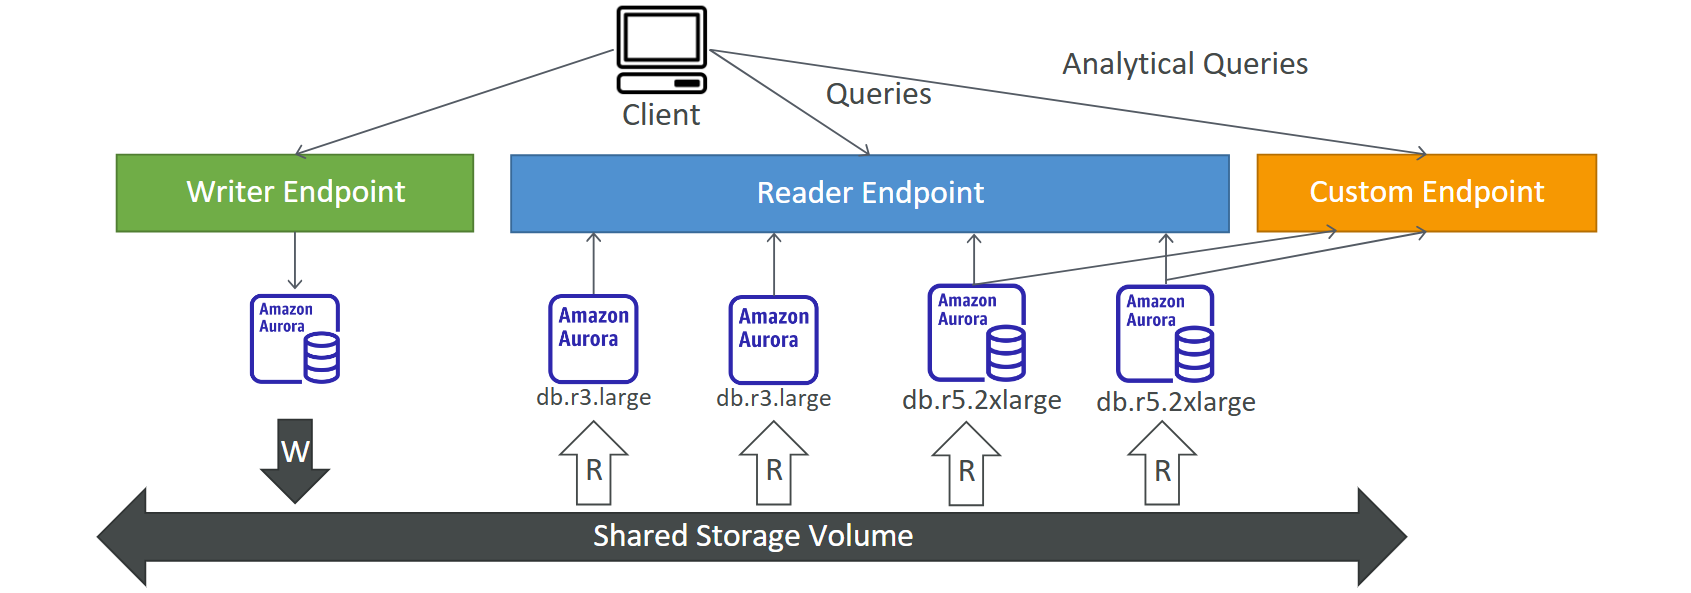 Analytical Queries
Queries
Client
Writer Endpoint
Reader Endpoint
Custom Endpoint
Amazon
Aurora
Amazon
Aurora
db.r3.large
Amazon
Aurora
db.r3.large
Amazon
Aurora
db.r5.2xlarge
Amazon
Aurora
db.r5.2xlarge
W
R
R
R
R
Shared Storage Volume